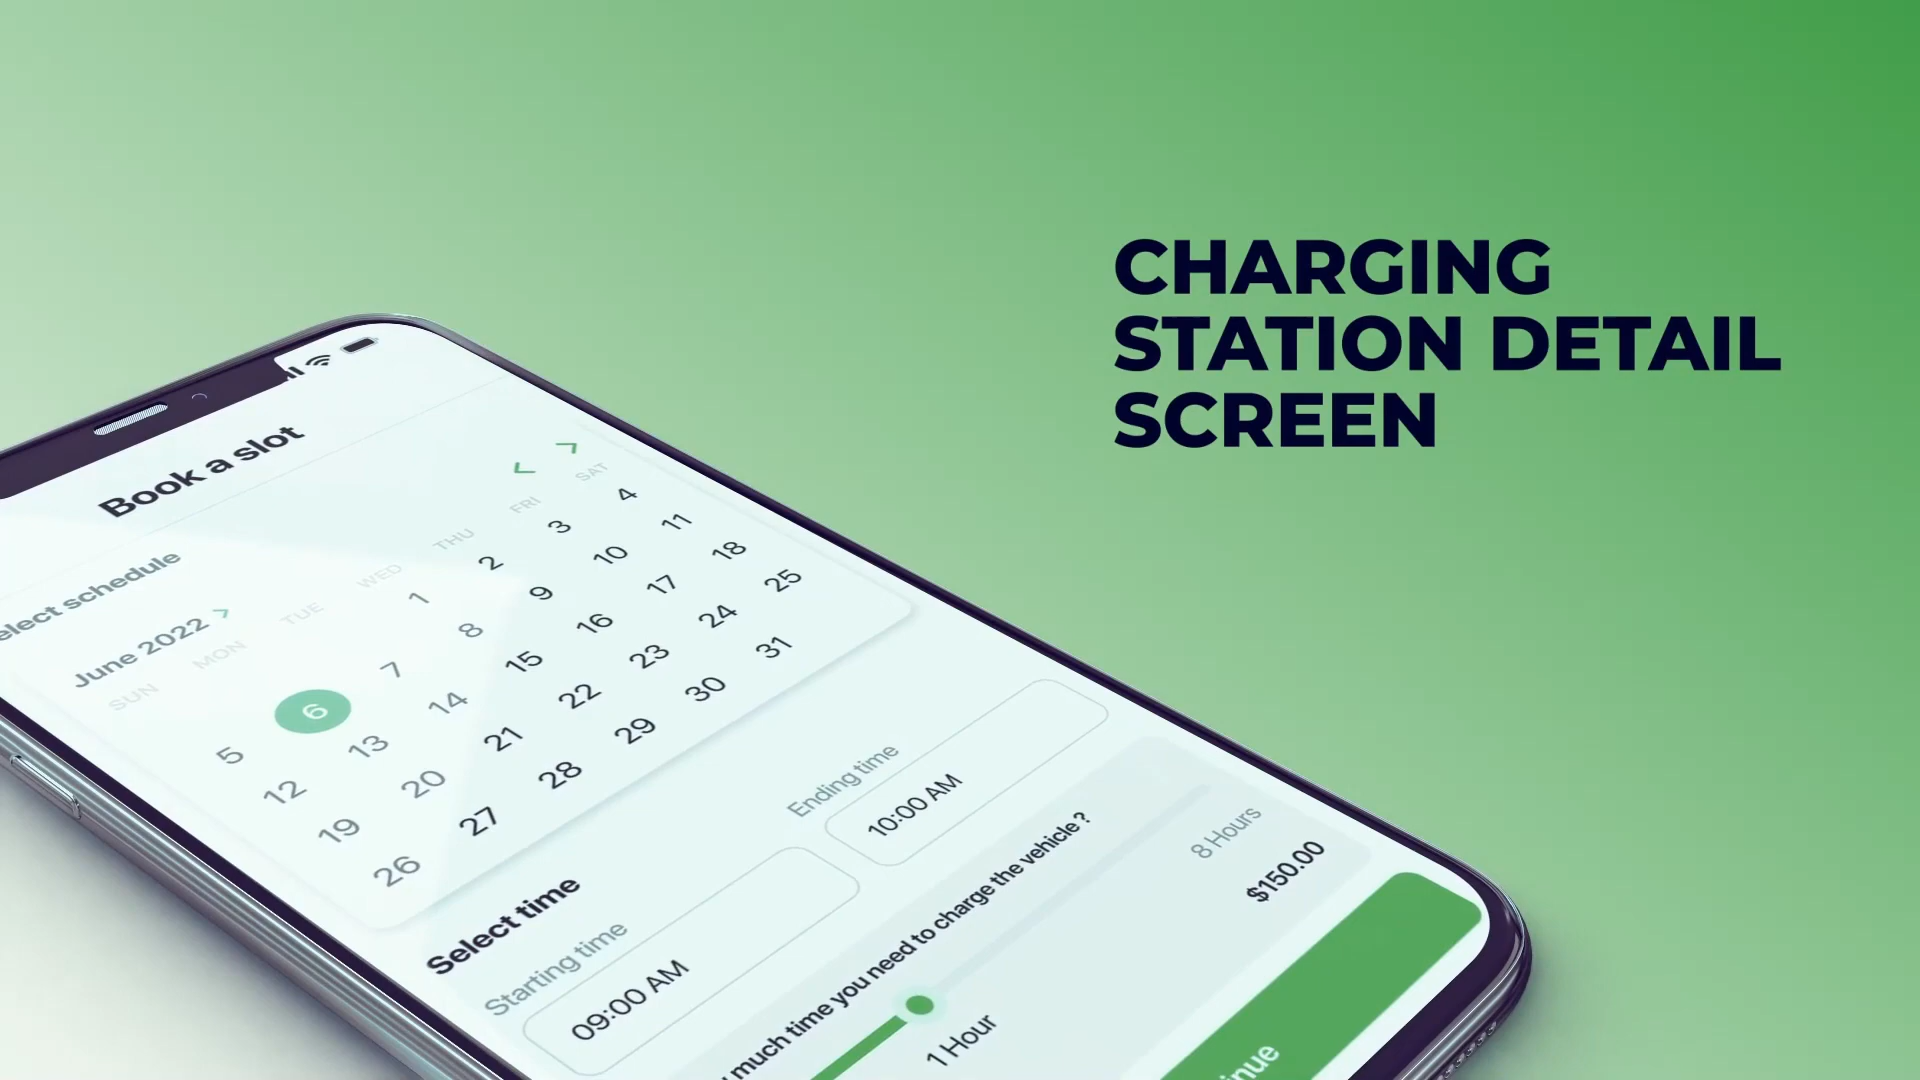 CHARGING
STATION DETAIL
SCREEN
Book a slot
elect schedule
June 2022 >
< >
SUN MON TUE WED THU FRI SAT
1 2 3 4
5 6 7 8 9 10 11
12 13 14 15 16 17 18
19 20 21 22 23 24 25
26 27 28 29 30 31
Select time
Starting time Ending time
09:00 AM 10:00 AM
much time you need to charge the vehicle ?
1 Hour 8 Hours
$150.00
inue